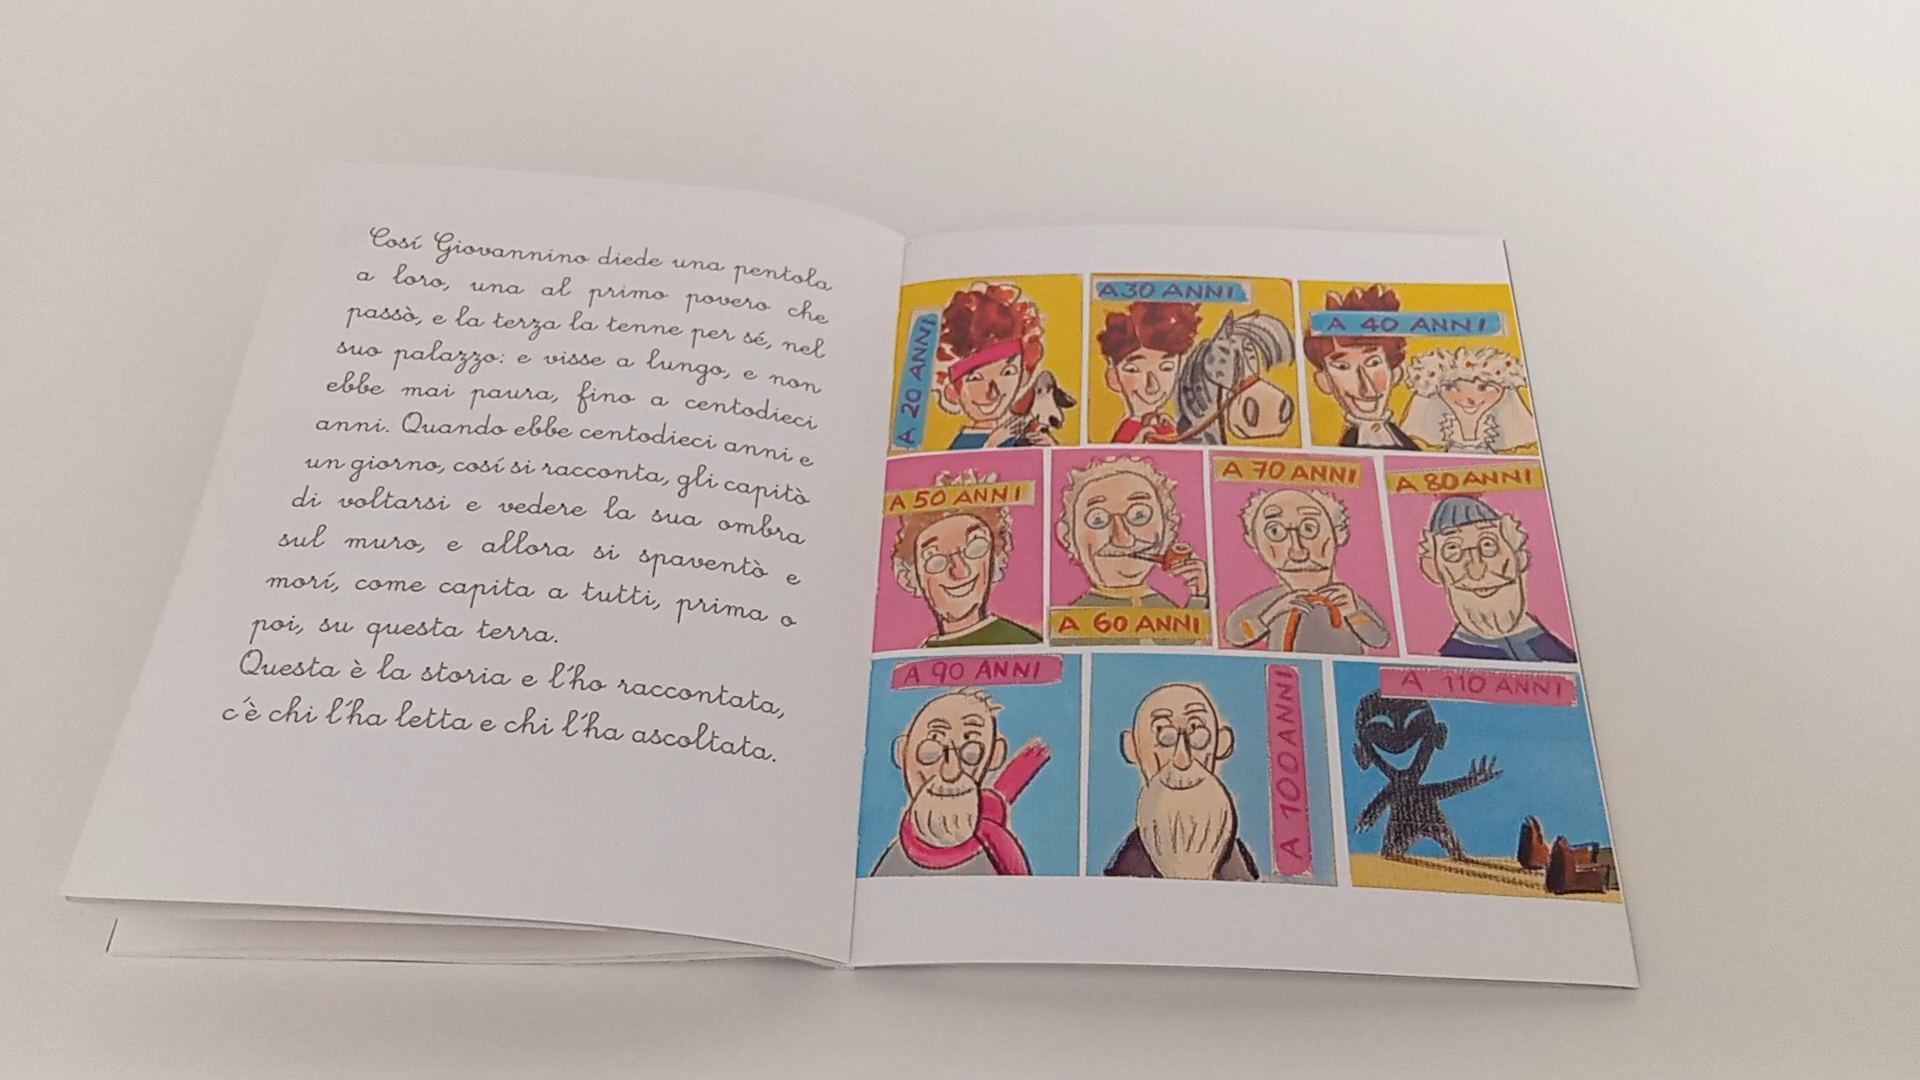 Cosí Giovannino diede una pentola
a loro, una al primo povero che
passò, e la terza la tenne per sé, nel
suo palazzo: e visse a lungo, e non
ebbe mai paura, fino a centodieci
anni. Quando ebbe centodieci anni e
un giorno, cosí si racconta, gli capitò
di voltarsi e vedere la sua ombra
sul muro, e allora si spaventò e
morí, come capita a tutti, prima o
poi, su questa terra.
Questa è la storia e l'ho raccontata,
c'è chi l'ha letta e chi l'ha ascoltata.
A 20 ANNI
A 30 ANNI
A 40 ANNI
A 50 ANNI
A 60 ANNI
A 70 ANNI
A 80 ANNI
A 90 ANNI
A 100 ANNI
A 110 ANNI